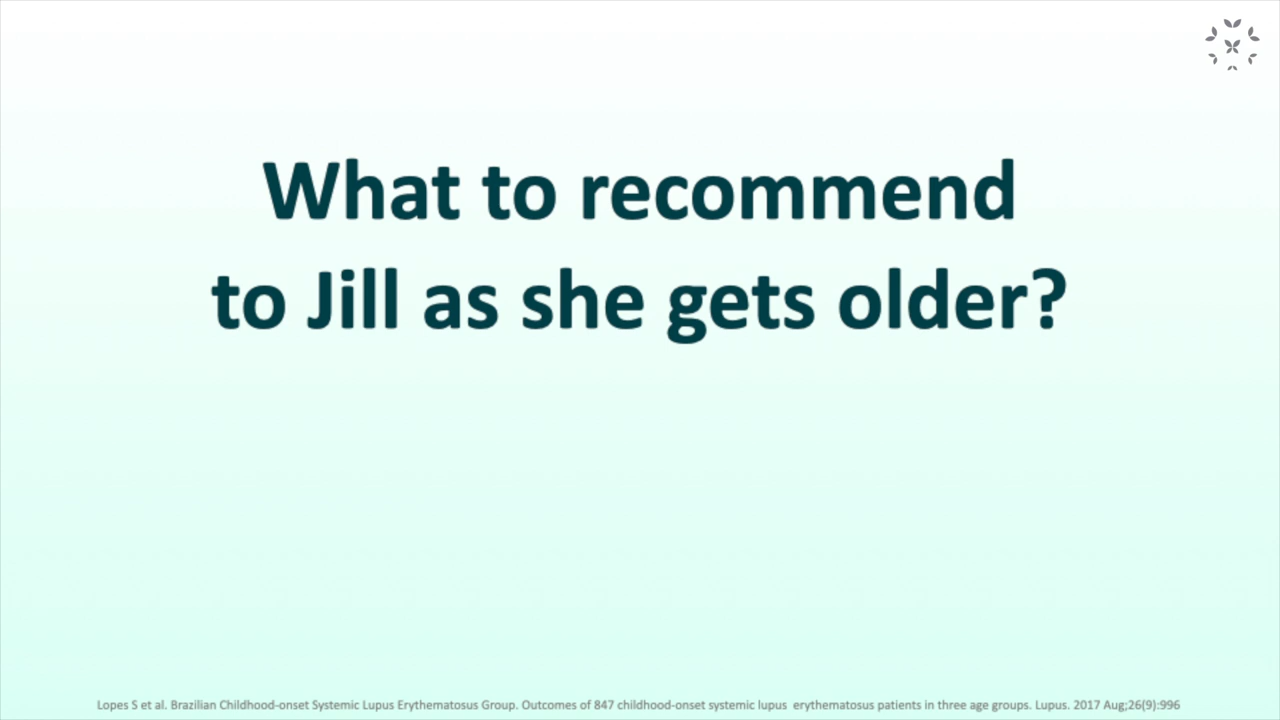 What to recommend
to Jill as she gets older?
Lopes S et al. Brazilian Childhood-onset Systemic Lupus Erythematosus Group. Outcomes of 847 childhood-onset systemic lupus  erythematosus patients in three age groups. Lupus. 2017 Aug;26(9):996